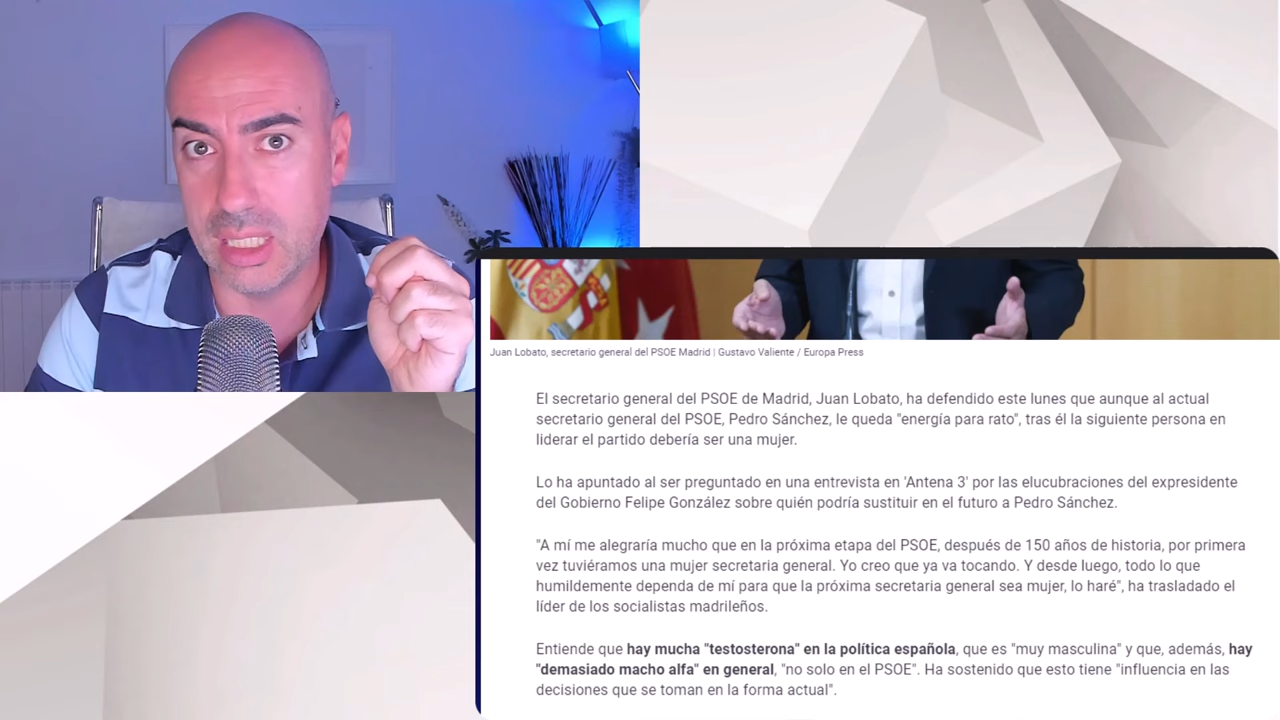 Juan Lobato, secretario general del PSOE Madrid | Gustavo Valiente / Europa Press
El secretario general del PSOE de Madrid, Juan Lobato, ha defendido este lunes que aunque al actual
secretario general del PSOE, Pedro Sánchez, le queda "energía para rato", tras él la siguiente persona en
liderar el partido debería ser una mujer.
Lo ha apuntado al ser preguntado en una entrevista en 'Antena 3' por las elucubraciones del expresidente
del Gobierno Felipe González sobre quién podría sustituir en el futuro a Pedro Sánchez.
"A mí me alegraría mucho que en la próxima etapa del PSOE, después de 150 años de historia, por primera
vez tuviéramos una mujer secretaria general. Yo creo que ya va tocando. Y desde luego, todo lo que
humildemente dependa de mí para que la próxima secretaria general sea mujer, lo haré", ha trasladado el
líder de los socialistas madrileños.
Entiende que hay mucha "testosterona" en la política española, que es "muy masculina" y que, además, hay
"demasiado macho alfa" en general, "no solo en el PSOE". Ha sostenido que esto tiene "influencia en las
decisiones que se toman en la forma actual".